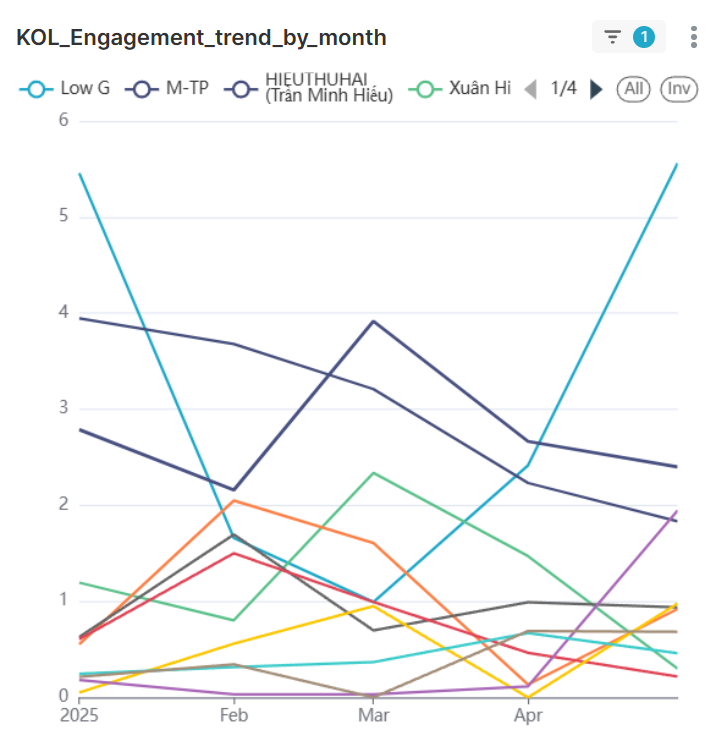 KOL_Engagement_trend_by_month
1
Low G
M-TP
HIEUTHUHAI
(Trần Minh Hiếu)
Xuân Hi
1/4
All
Inv
6
5
4
3
2
1
0
2025
Feb
Mar
Apr